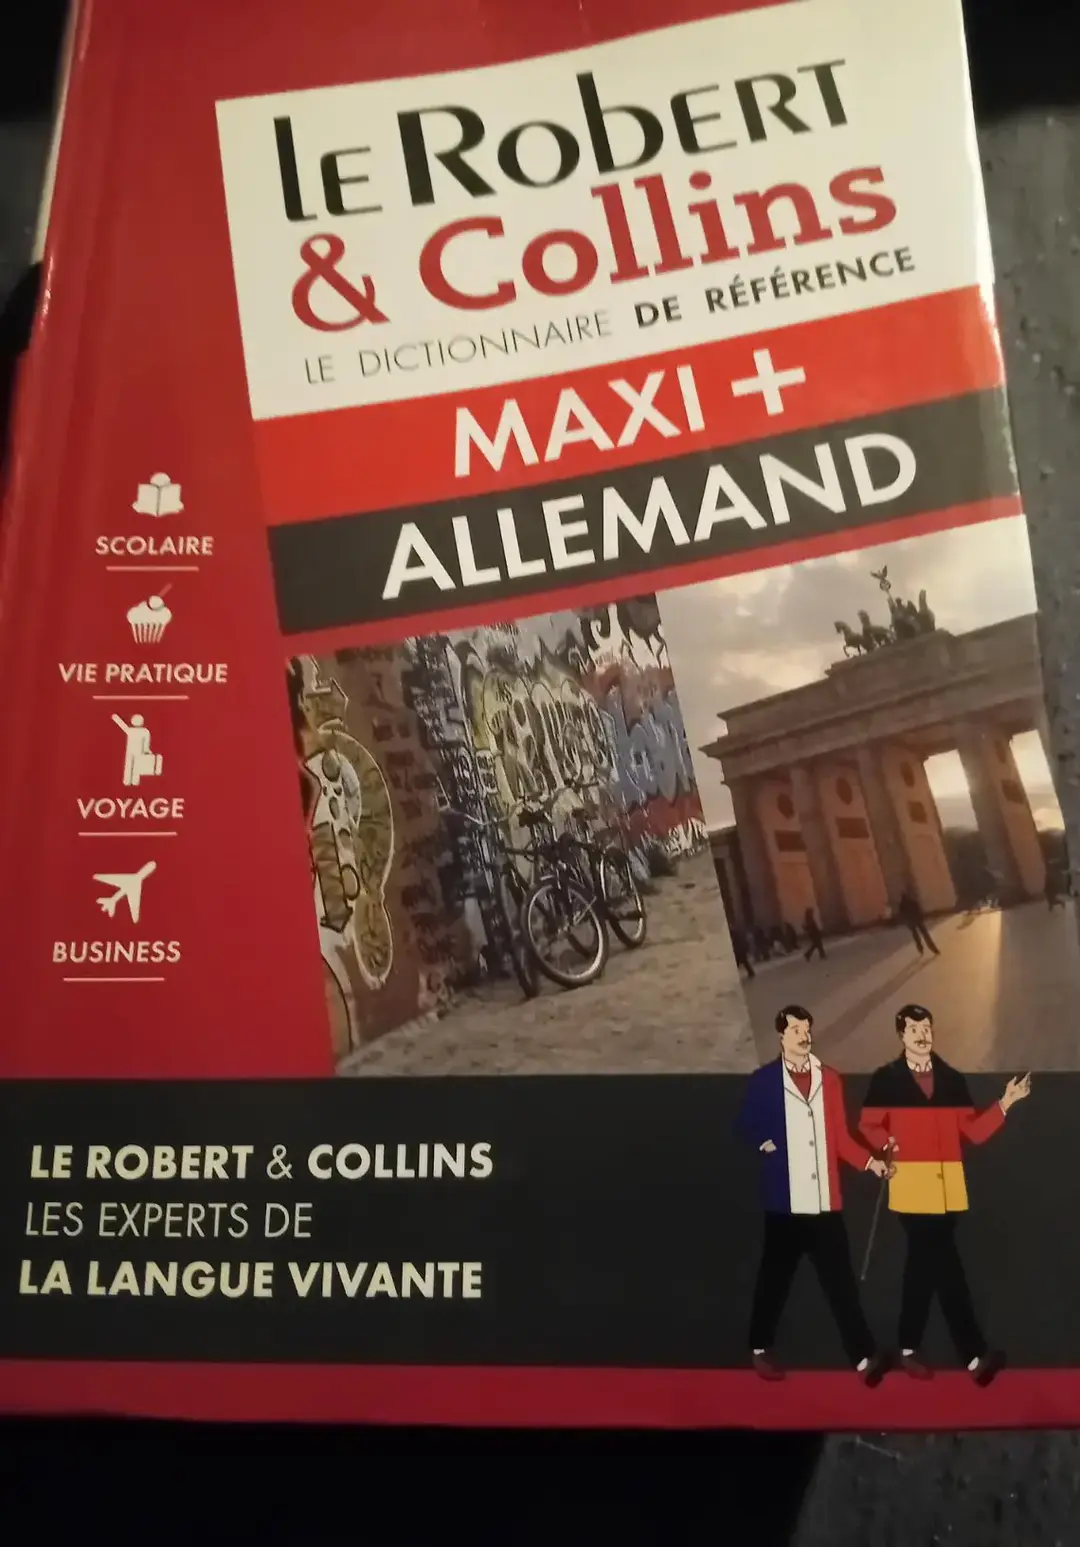 le Robert
& Collins
LE DICTIONNAIRE DE RÉFÉRENCE
MAXI +
ALLEMAND
SCOLAIRE
VIE PRATIQUE
VOYAGE
BUSINESS
LE ROBERT & COLLINS
LES EXPERTS DE
LA LANGUE VIVANTE